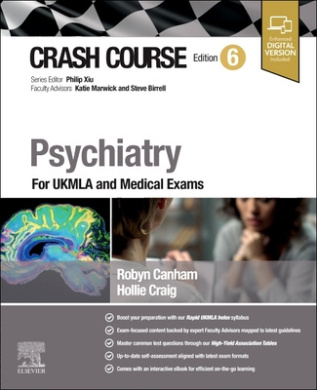 CRASH COURSE Edition 6
Enhanced
DIGITAL
VERSION
Included
Series Editor Philip Xiu
Faculty Advisors Katie Marwick and Steve Birrell
Psychiatry
For UKMLA and Medical Exams
Robyn Canham
Hollie Craig
Boost your preparation with our Rapid UKMLA Index syllabus
Exam-focused content backed by expert Faculty Advisors mapped to latest guidelines
Master common test questions through our High-Yield Association Tables
Up-to-date self-assessment aligned with latest exam formats
Comes with an interactive eBook for efficient on-the-go learning
ELSEVIER